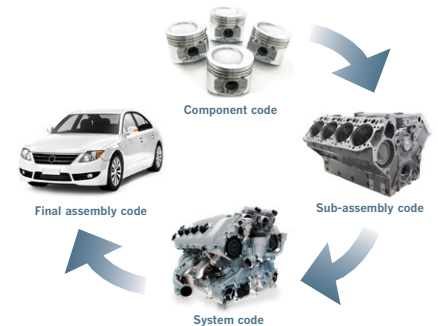 Component code
Sub-assembly code
System code
Final assembly code